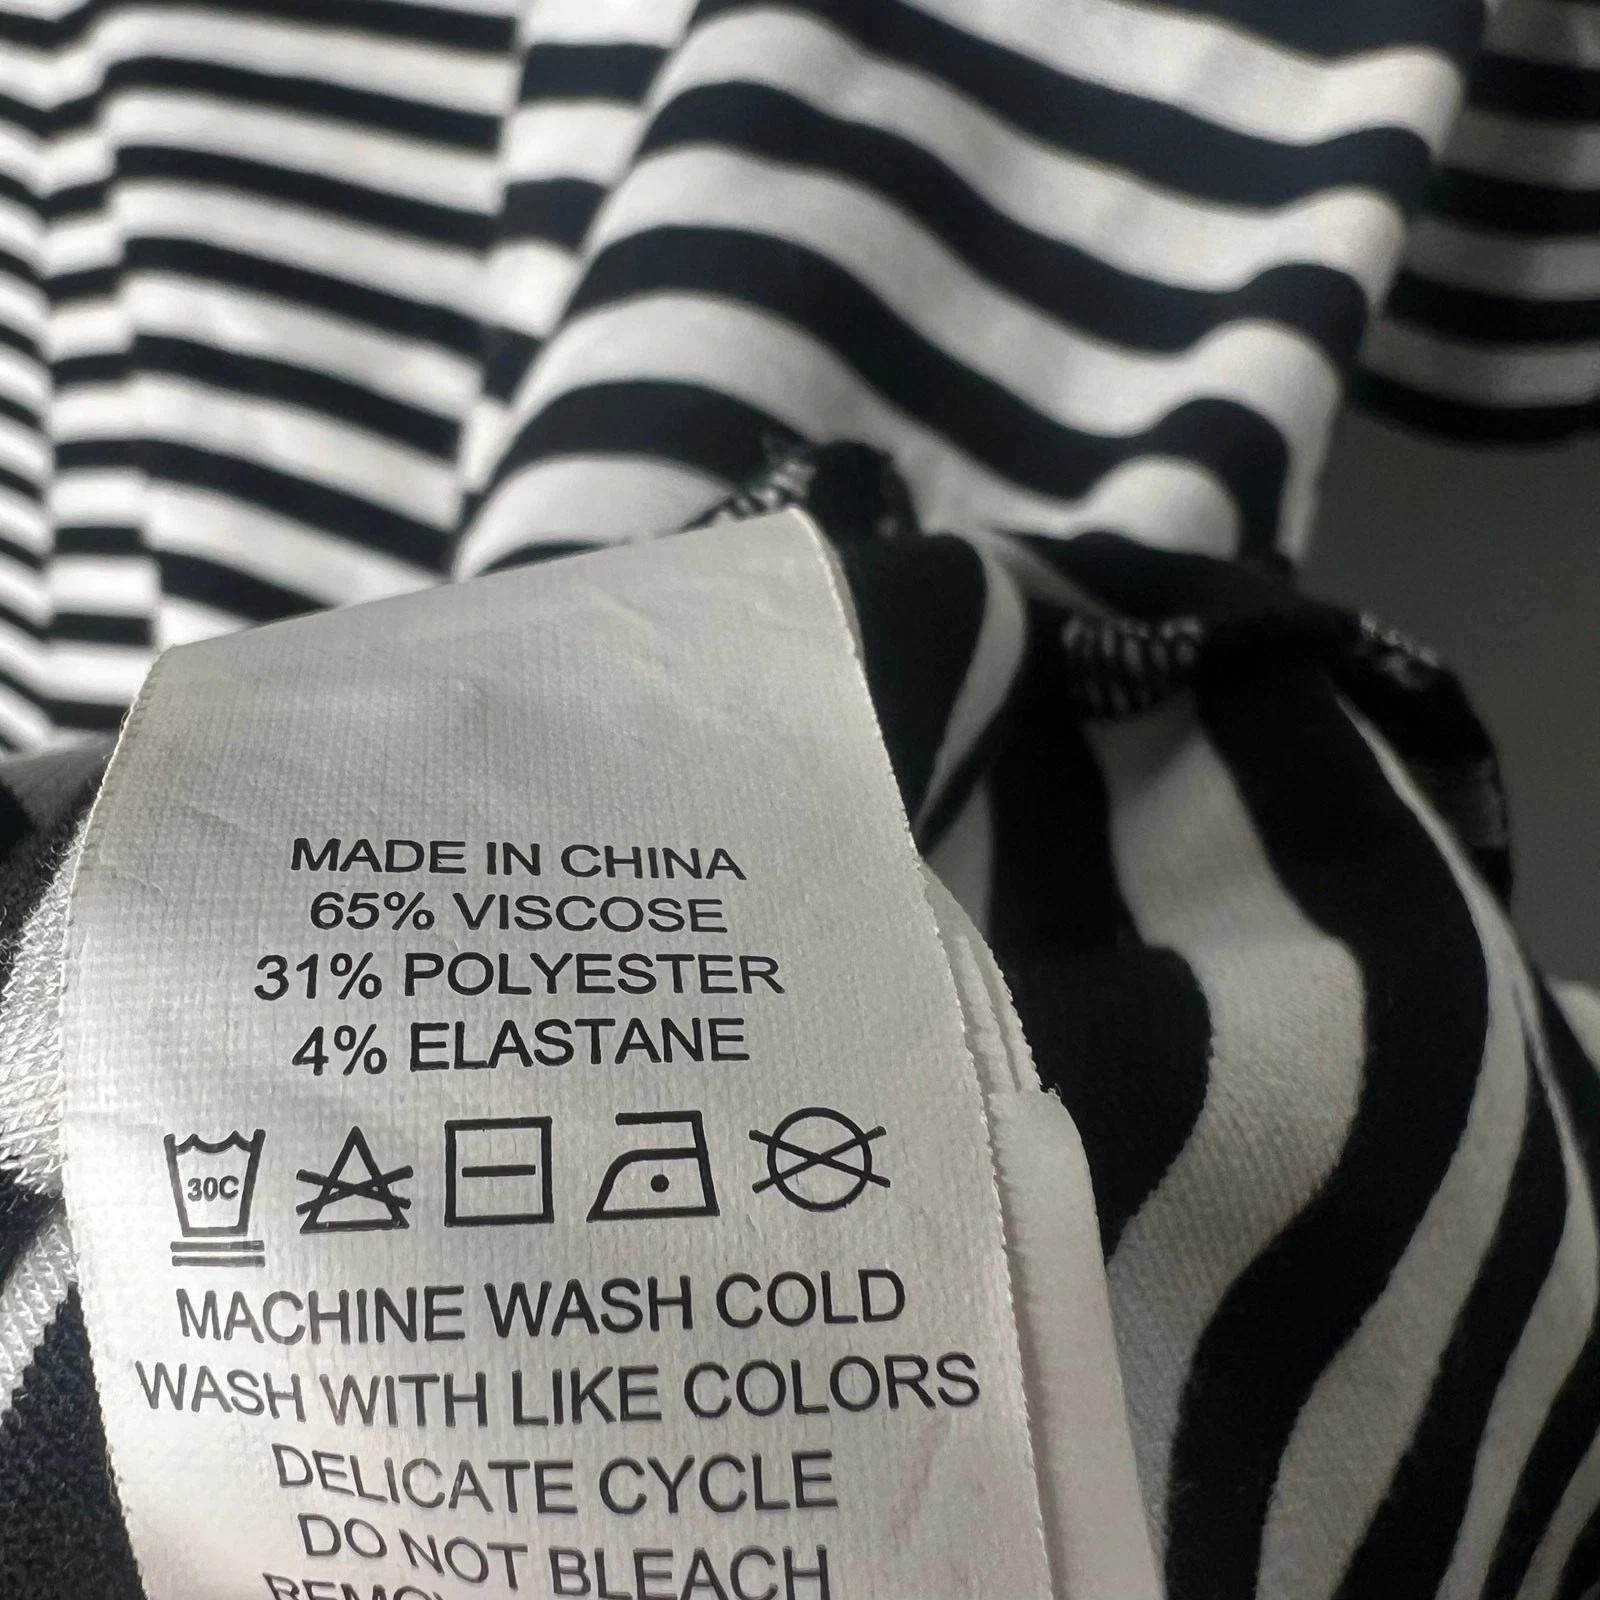 MADE IN CHINA
65% VISCOSE
31% POLYESTER
4% ELASTANE
30C
MACHINE WASH COLD
WASH WITH LIKE COLORS
DELICATE CYCLE
DO NOT BLEACH